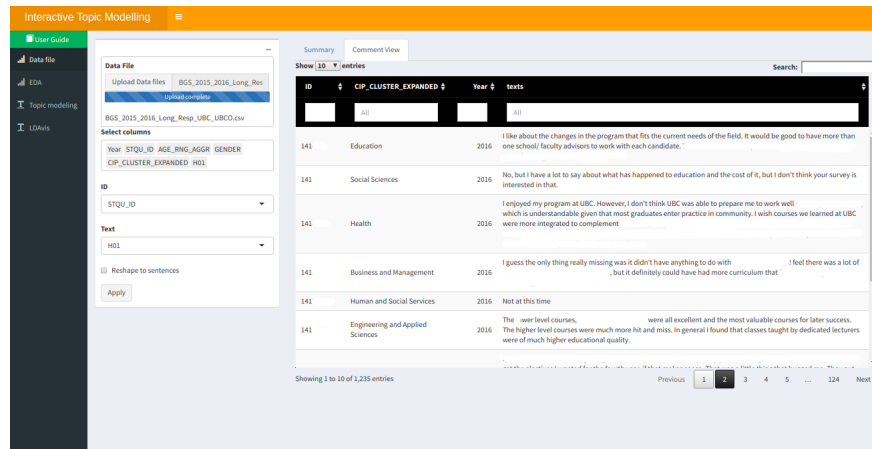 Interactive Topic Modelling
User Guide
Data file
EDA
Topic modeling
LDAvis
Data File
Upload Data files BGS_2015_2016_Long_Res
Upload complete
BGS_2015_2016_Long_Resp_UBC_UBCO.csv
Select columns
Year STQU_ID AGE_RNG_AGGR GENDER
CIP_CLUSTER_EXPANDED H01
ID
STQU_ID
Text
H01
Reshape to sentences
Apply
Summary Comment View
Show 10 entries
Search:
ID CIP_CLUSTER_EXPANDED Year texts
All All
141 Education 2016 I like about the changes in the program that fits the current needs of the field. It would be good to have more than
one school/ faculty advisors to work with each candidate.
141 Social Sciences 2016 No, but I have a lot to say about what has happened to education and the cost of it, but I don't think your survey is
interested in that.
141 Health 2016 I enjoyed my program at UBC. However, I don't think UBC was able to prepare me to work well
which is understandable given that most graduates enter practice in community. I wish courses we learned at UBC
were more integrated to complement
141 Business and Management 2016 I guess the only thing really missing was it didn't have anything to do with I feel there was a lot of
, but it definitely could have had more curriculum that
141 Human and Social Services 2016 Not at this time
141 Engineering and Applied
Sciences 2016 The level courses, were all excellent and the most valuable courses for later success.
The higher level courses were much more hit and miss. In general I found that classes taught by dedicated lecturers
were of much higher educational quality.
Showing 1 to 10 of 1,235 entries
Previous 1 2 3 4 5 ... 124 Next